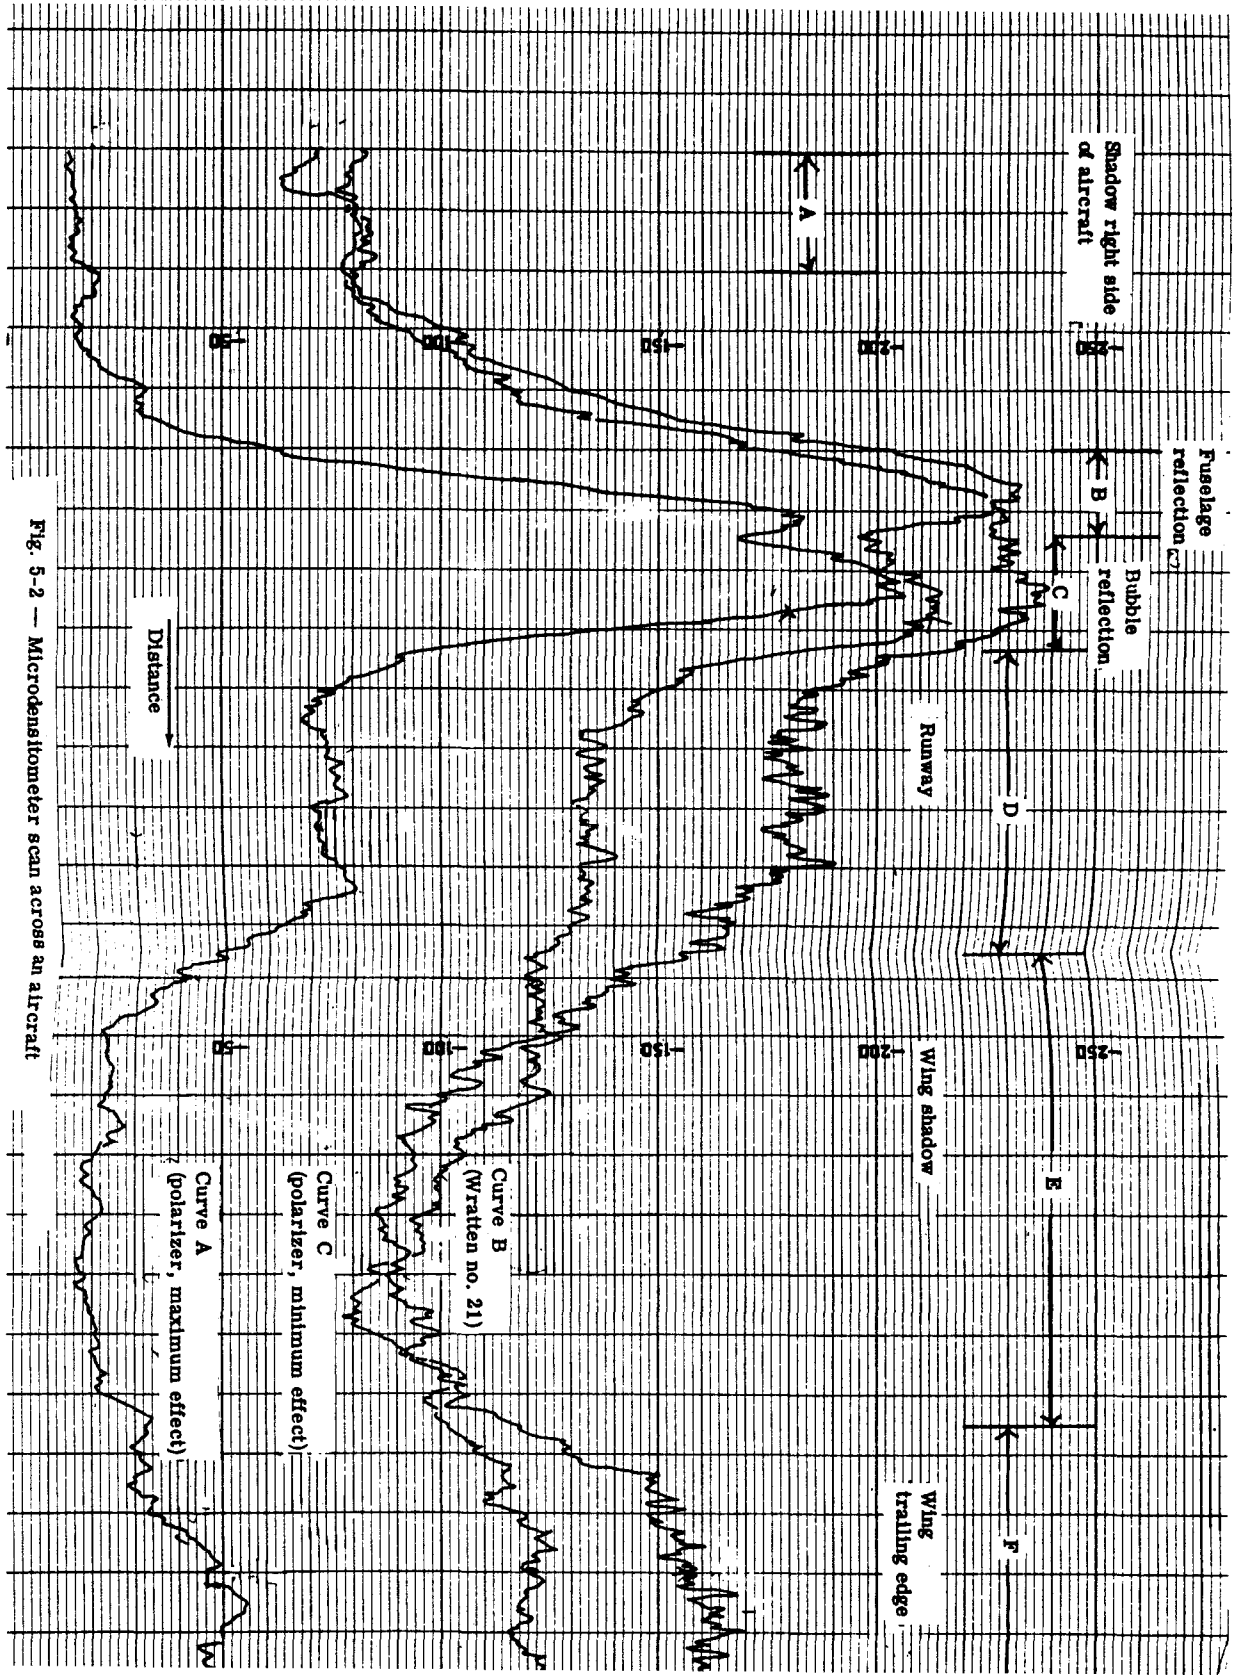 Shadow right side
of aircraft
A
Fuselage
reflection
B
Bubble
reflection
C
Runway
D
Wing shadow
E
Wing
trailing edge
F
-250
-200
-150
-100
-50
-250
-200
-150
-100
-50
Curve B
(Wratten no. 21)
Curve C
(polarizer, minimum effect)
Curve A
(polarizer, maximum effect)
Distance
Fig. 5-2 — Microdensitometer scan across an aircraft